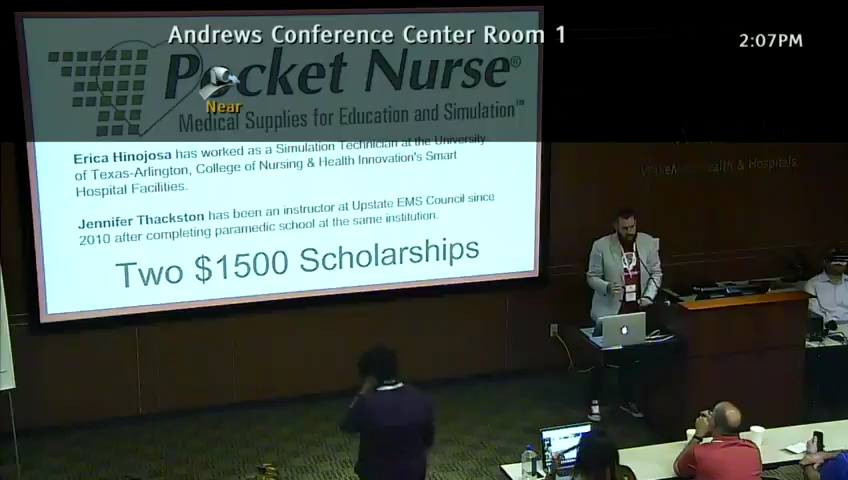 Andrews Conference Center Room 1
2:07PM
Pocket Nurse®
Near
Medical Supplies for Education and Simulation™
Erica Hinojosa has worked as a Simulation Technician at the University
of Texas-Arlington, College of Nursing & Health Innovation's Smart
Hospital Facilities.
Jennifer Thackston has been an instructor at Upstate EMS Council since
2010 after completing paramedic school at the same institution.
Two $1500 Scholarships
Health & Hospitals